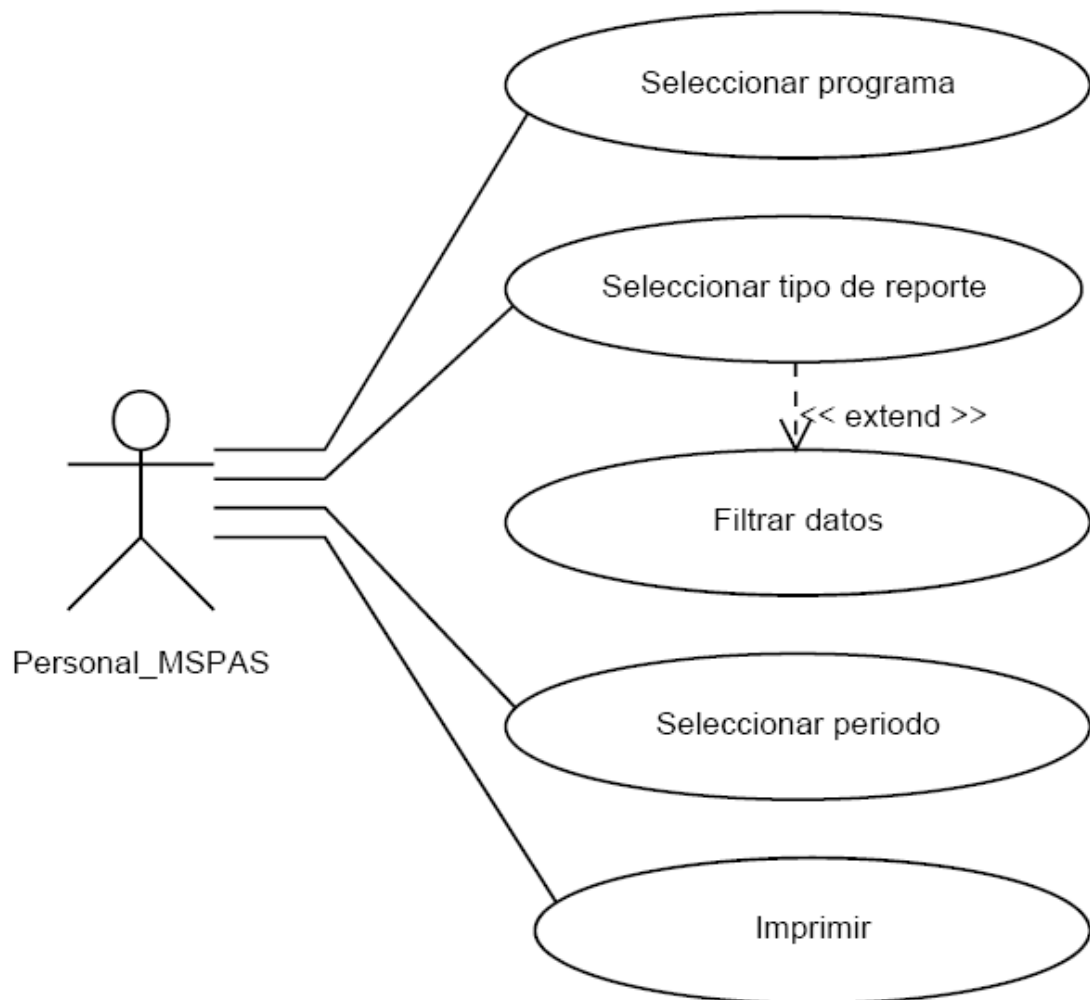 Seleccionar programa
Seleccionar tipo de reporte
<< extend >>
Filtrar datos
Personal_MSPAS
Seleccionar periodo
Imprimir